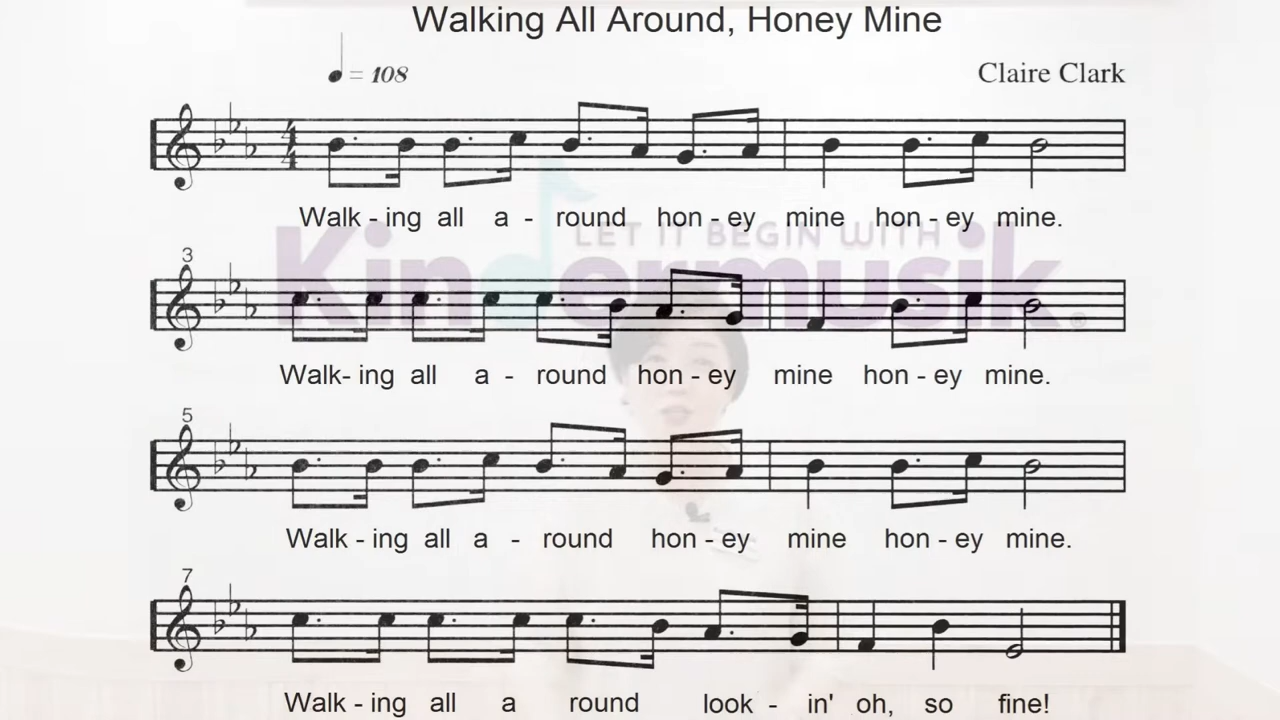 Walking All Around, Honey Mine
= 108
Claire Clark
4
4
Walk - ing all a - round hon - ey mine hon - ey mine.
LET IT BEGIN WITH
Kindermusik®
3
Walk- ing all a - round hon - ey mine hon - ey mine.
5
Walk - ing all a - round hon - ey mine hon - ey mine.
7
Walk - ing all a round look - in' oh, so fine!